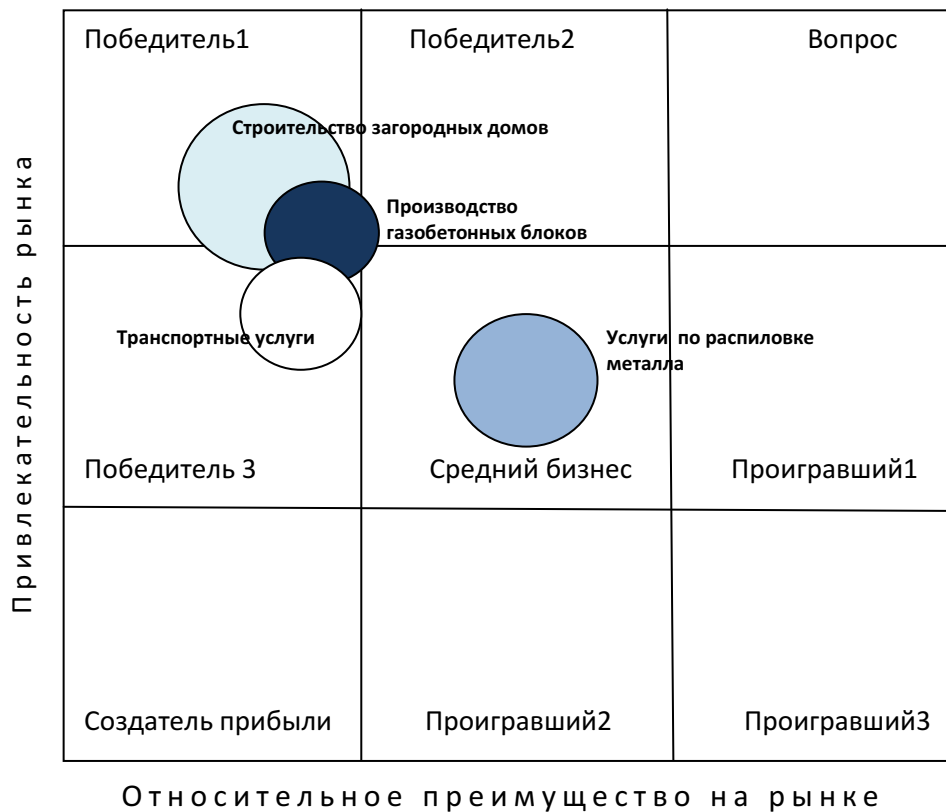 Победитель1
Победитель2
Вопрос
Строительство загородных домов
Производство
газобетонных блоков
Транспортные услуги
Услуги по распиловке
металла
Победитель 3
Средний бизнес
Проигравший1
Создатель прибыли
Проигравший2
Проигравший3
Привлекательность рынка
Относительное преимущество на рынке